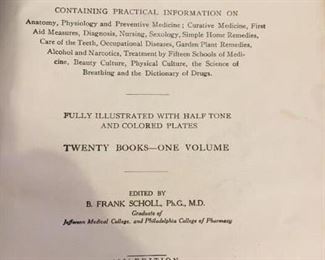 CONTAINING PRACTICAL INFORMATION ON
Anatomy, Physiology and Preventive Medicine; Curative Medicine, First
Aid Measures, Diagnosis, Nursing, Sexology, Simple Home Remedies,
Care of the Teeth, Occupational Diseases, Garden Plant Remedies,
Alcohol and Narcotics, Treatment by Fifteen Schools of Medi-
cine, Beauty Culture, Physical Culture, the Science of
Breathing and the Dictionary of Drugs.
FULLY ILLUSTRATED WITH HALF TONE
AND COLORED PLATES
TWENTY BOOKS—ONE VOLUME
EDITED BY
B. FRANK SCHOLL, Ph.G., M.D.
Graduate of
Jefferson Medical College, and Philadelphia College of Pharmacy
EDITION